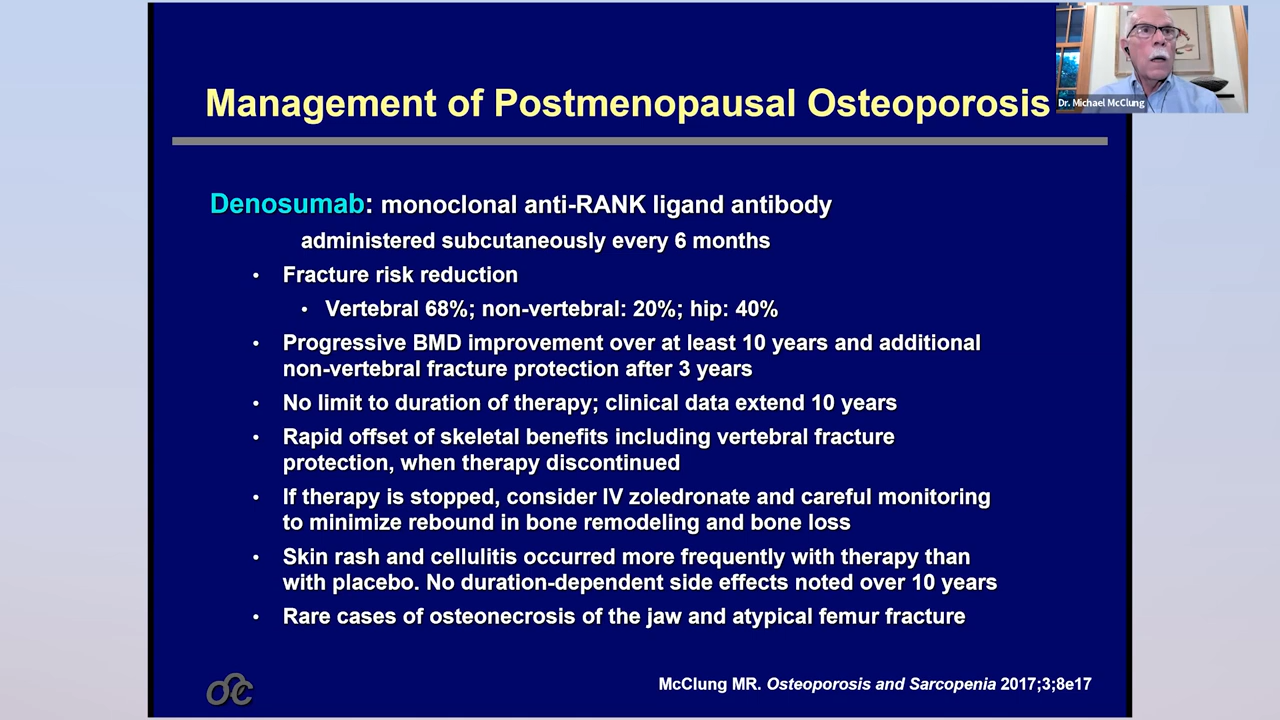 Dr. Michael McClung
Management of Postmenopausal Osteoporosis
Denosumab: monoclonal anti-RANK ligand antibody
administered subcutaneously every 6 months
• Fracture risk reduction
• Vertebral 68%; non-vertebral: 20%; hip: 40%
• Progressive BMD improvement over at least 10 years and additional
non-vertebral fracture protection after 3 years
• No limit to duration of therapy; clinical data extend 10 years
• Rapid offset of skeletal benefits including vertebral fracture
protection, when therapy discontinued
• If therapy is stopped, consider IV zoledronate and careful monitoring
to minimize rebound in bone remodeling and bone loss
• Skin rash and cellulitis occurred more frequently with therapy than
with placebo. No duration-dependent side effects noted over 10 years
• Rare cases of osteonecrosis of the jaw and atypical femur fracture
OC
McClung MR. Osteoporosis and Sarcopenia 2017;3;8e17